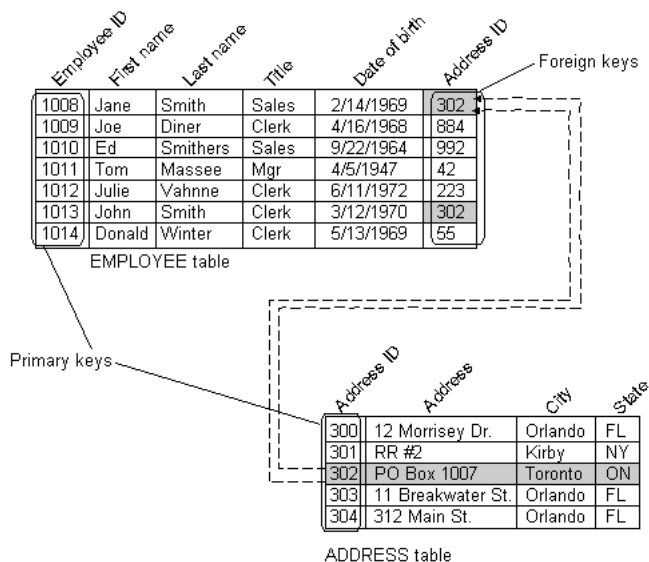 Employee ID First name Last name Title Date of birth Address ID
Foreign keys
1008 Jane Smith Sales 2/14/1969 302
1009 Joe Diner Clerk 4/16/1968 884
1010 Ed Smithers Sales 9/22/1964 992
1011 Tom Massee Mgr 4/5/1947 42
1012 Julie Vahnne Clerk 6/11/1972 223
1013 John Smith Clerk 3/12/1970 302
1014 Donald Winter Clerk 5/13/1969 55
EMPLOYEE table
Primary keys
Address ID Address City State
300 12 Morrisey Dr. Orlando FL
301 RR #2 Kirby NY
302 PO Box 1007 Toronto ON
303 11 Breakwater St. Orlando FL
304 312 Main St. Orlando FL
ADDRESS table